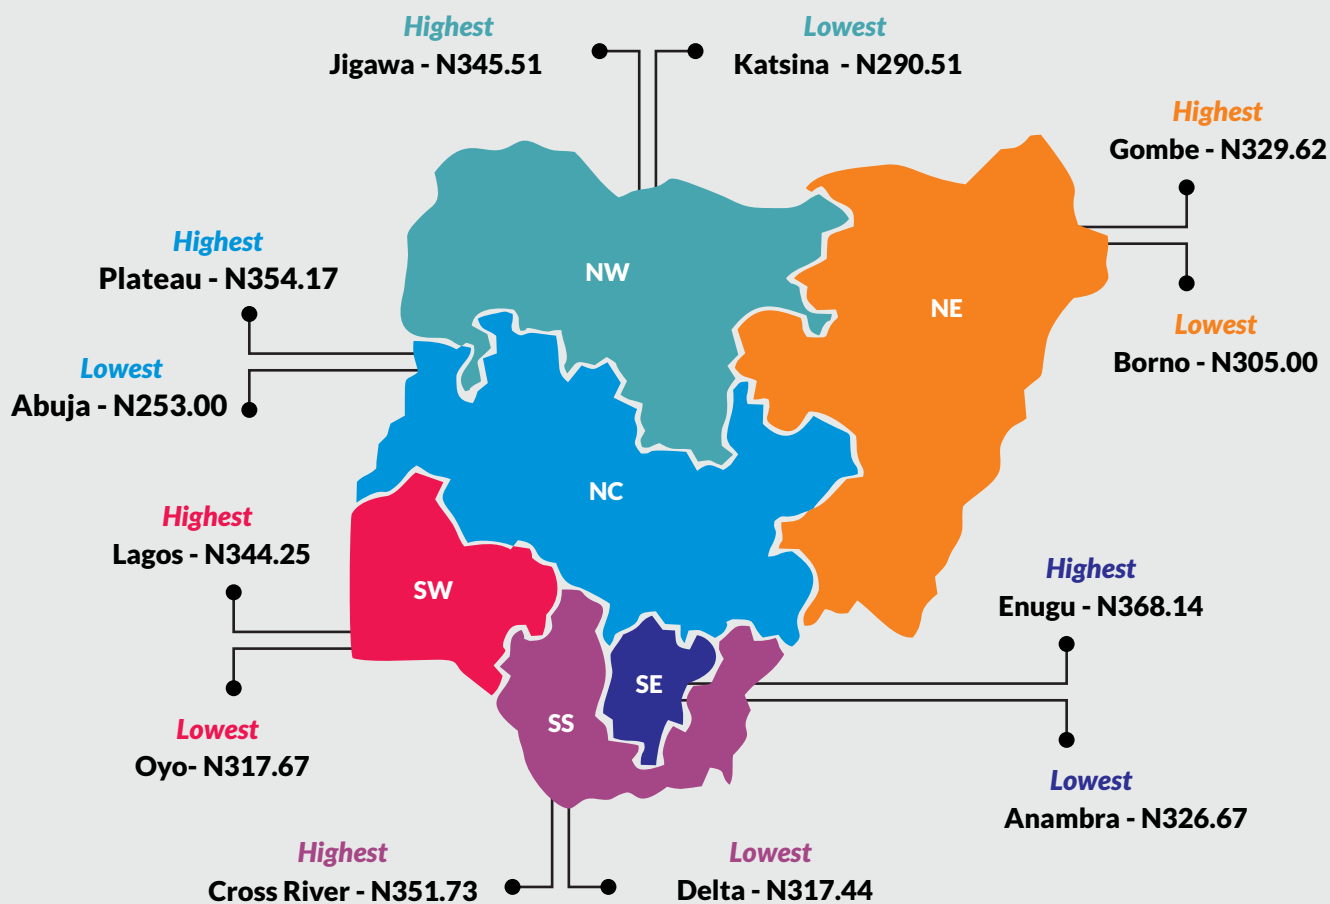 Highest
Jigawa - N345.51
Lowest
Katsina - N290.51
Highest
Gombe - N329.62
Highest
Plateau - N354.17
NW
NE
Lowest
Borno - N305.00
Lowest
Abuja - N253.00
NC
Highest
Lagos - N344.25
SW
Highest
Enugu - N368.14
SE
SS
Lowest
Oyo- N317.67
Lowest
Anambra - N326.67
Highest
Cross River - N351.73
Lowest
Delta - N317.44